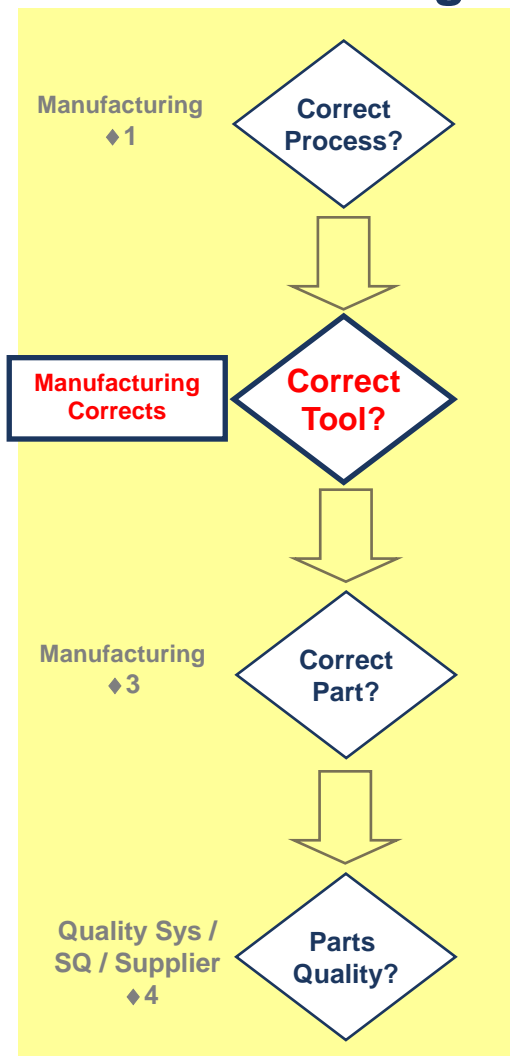 Manufacturing
♦1
Correct
Process?
Manufacturing
Corrects
Correct
Tool?
Manufacturing
♦3
Correct
Part?
Quality Sys /
SQ / Supplier
♦4
Parts
Quality?